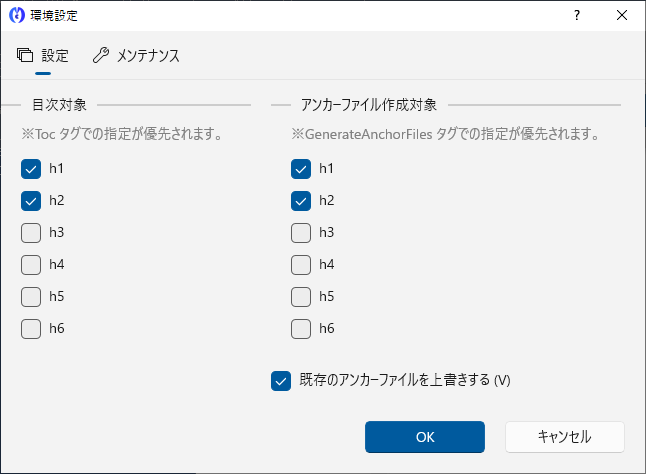 環境設定
?
設定
メンテナンス
目次対象
アンカーファイル作成対象
※Toc タグでの指定が優先されます。
※GenerateAnchorFiles タグでの指定が優先されます。
h1
h1
h2
h2
h3
h3
h4
h4
h5
h5
h6
h6
既存のアンカーファイルを上書きする (V)
OK
キャンセル